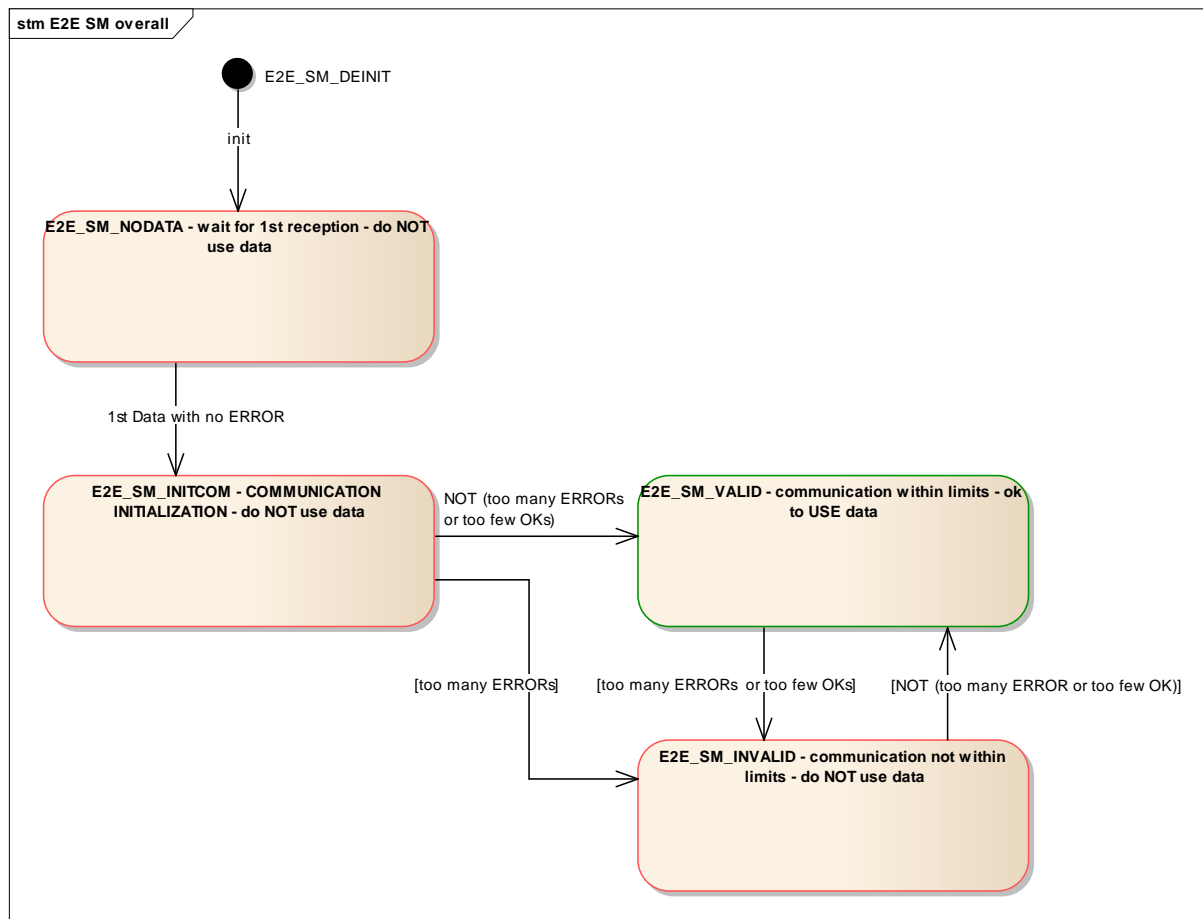 stm E2E SM overall
E2E_SM_DEINIT
init
E2E_SM_NODATA - wait for 1st reception - do NOT
use data
1st Data with no ERROR
E2E_SM_INITCOM - COMMUNICATION
INITIALIZATION - do NOT use data
NOT (too many ERRORs
or too few OKs)
E2E_SM_VALID - communication within limits - ok
to USE data
[too many ERRORs]
[too many ERRORs or too few OKs]
[NOT (too many ERROR or too few OK)]
E2E_SM_INVALID - communication not within
limits - do NOT use data